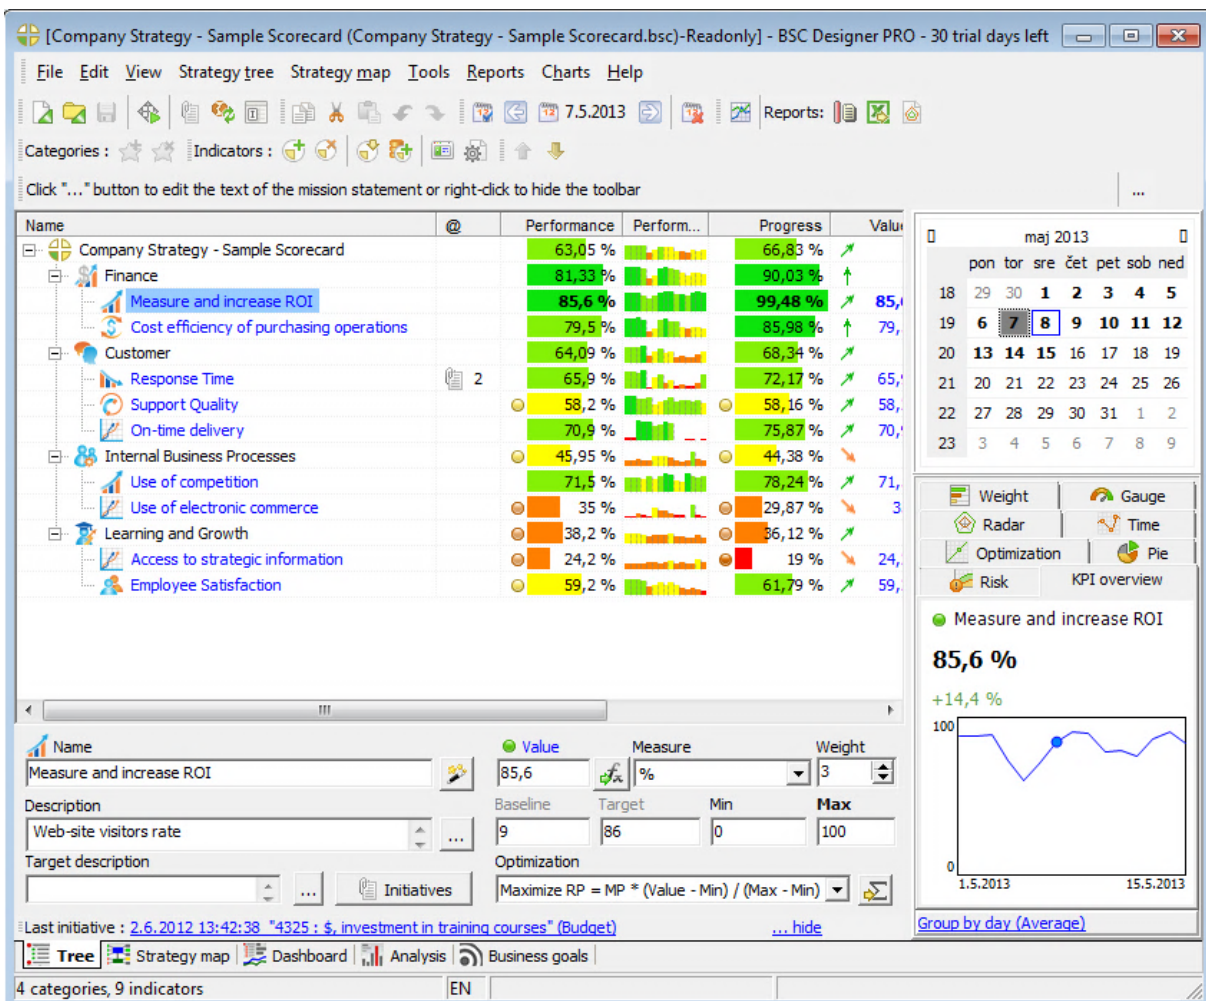 [Company Strategy - Sample Scorecard (Company Strategy - Sample Scorecard.bsc)-Readonly] - BSC Designer PRO - 30 trial days left
File Edit View Strategy tree Strategy map Tools Reports Charts Help
7.5.2013 Reports:
Categories : Indicators :
Click "..." button to edit the text of the mission statement or right-click to hide the toolbar ...
Name @ Performance Perform... Progress Value
Company Strategy - Sample Scorecard 63,05 % 66,83 %
Finance 81,33 % 90,03 %
Measure and increase ROI 85,6 % 99,48 % 85,
Cost efficiency of purchasing operations 79,5 % 85,98 % 79,
Customer 64,09 % 68,34 %
Response Time 2 65,9 % 72,17 % 65,
Support Quality 58,2 % 58,16 % 58,
On-time delivery 70,9 % 75,87 % 70,
Internal Business Processes 45,95 % 44,38 %
Use of competition 71,5 % 78,24 % 71,
Use of electronic commerce 35 % 29,87 % 3
Learning and Growth 38,2 % 36,12 %
Access to strategic information 24,2 % 19 % 24,
Employee Satisfaction 59,2 % 61,79 % 59,
maj 2013
pon tor sre čet pet sob ned
18 29 30 1 2 3 4 5
19 6 7 8 9 10 11 12
20 13 14 15 16 17 18 19
21 20 21 22 23 24 25 26
22 27 28 29 30 31 1 2
23 3 4 5 6 7 8 9
Weight Gauge
Radar Time
Optimization Pie
Risk KPI overview
Measure and increase ROI
85,6 %
+14,4 %
100
0
1.5.2013 15.5.2013
Group by day (Average)
Name Value Measure Weight
Measure and increase ROI 85,6 % 3
Description Baseline Target Min Max
Web-site visitors rate ... 9 86 0 100
Target description Optimization
... Initiatives Maximize RP = MP * (Value - Min) / (Max - Min)
Last initiative : 2.6.2012 13:42:38 "4325 : $, investment in training courses" (Budget) ... hide
Tree Strategy map Dashboard Analysis Business goals
4 categories, 9 indicators EN